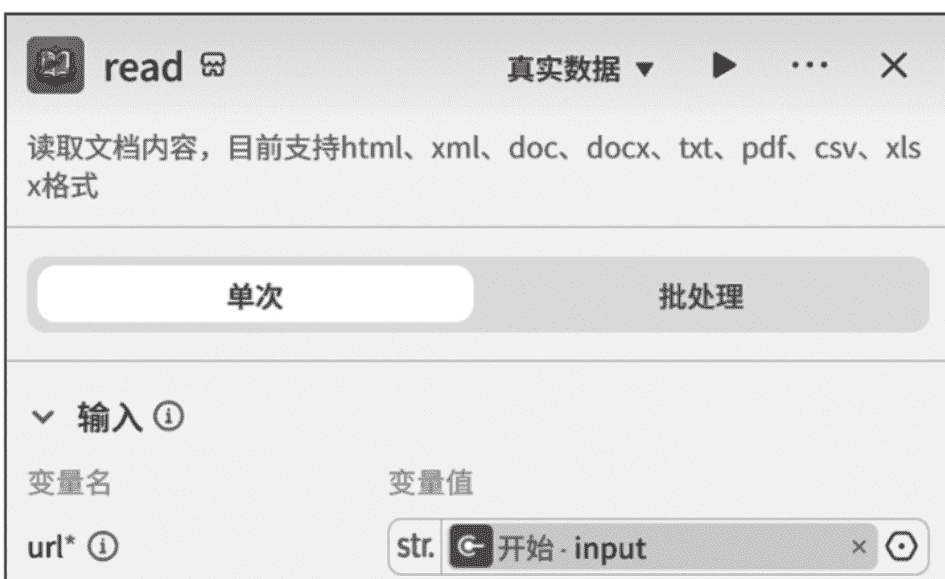 read 真实数据
读取文档内容，目前支持html、xml、doc、docx、txt、pdf、csv、xls
x格式
单次 批处理
输入
变量名 变量值
url* str. 开始 · input